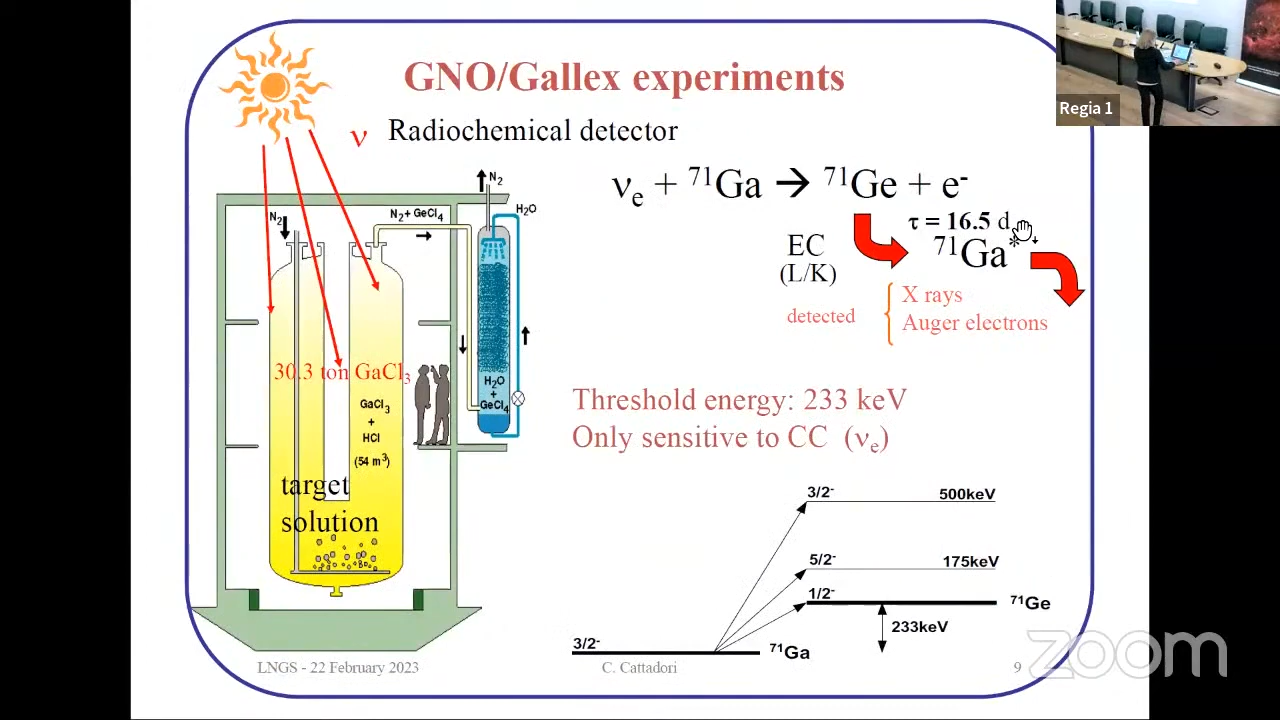 GNO/Gallex experiments
Regia 1
ν Radiochemical detector
νe + 71Ga → 71Ge + e-
τ = 16.5 d
EC
(L/K)
71Ga*
detected
X rays
Auger electrons
N2
H2O
N2
N2 + GeCl4
30.3 ton GaCl3
GaCl3
+
HCl
(54 m3)
H2O
+
GeCl4
target
solution
Threshold energy: 233 keV
Only sensitive to CC (νe)
3/2- 500keV
5/2- 175keV
1/2- 71Ge
233keV
3/2- 71Ga
LNGS - 22 February 2023
C. Cattadori
9
zoom